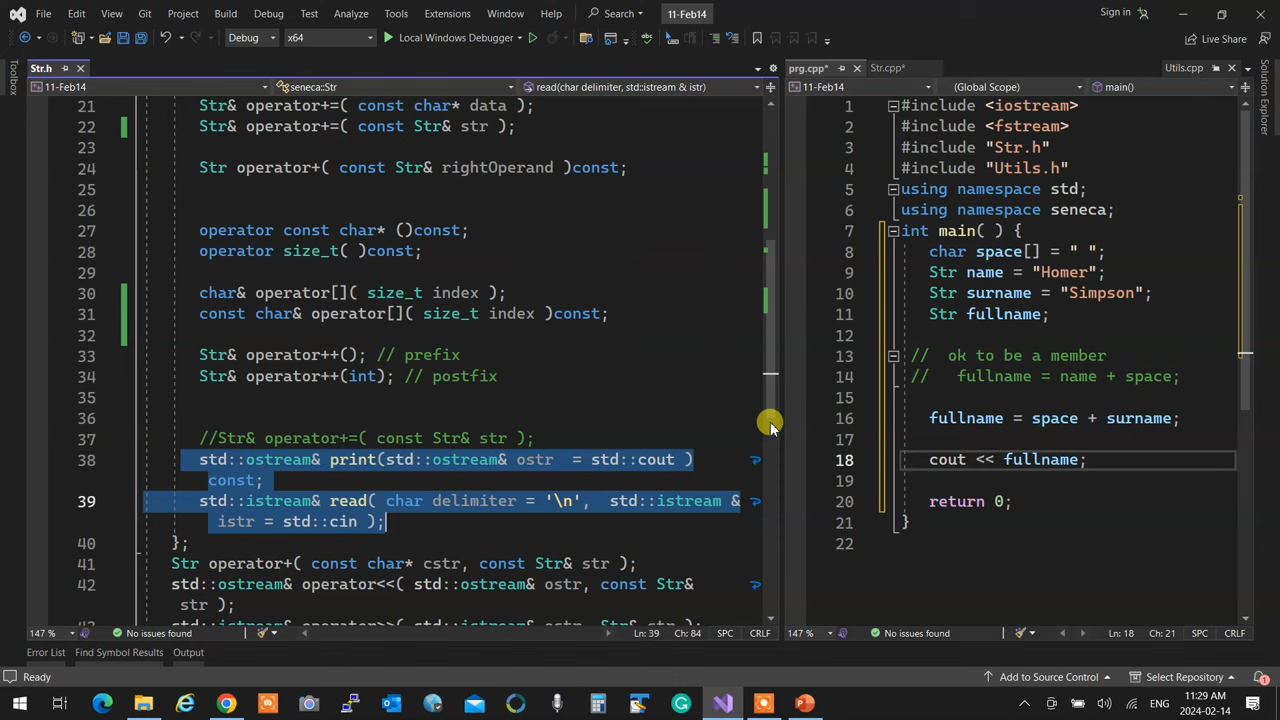 File Edit View Git Project Build Debug Test Analyze Tools Extensions Window Help Search 11-Feb14 Sign in
Debug x64 Local Windows Debugger Live Share
Toolbox
Str.h
11-Feb14 seneca::Str read(char delimiter, std::istream & istr)
21 Str& operator+=( const char* data );
22 Str& operator+=( const Str& str );
23
24 Str operator+( const Str& rightOperand )const;
25
26
27 operator const char* ()const;
28 operator size_t( )const;
29
30 char& operator[]( size_t index );
31 const char& operator[]( size_t index )const;
32
33 Str& operator++(); // prefix
34 Str& operator++(int); // postfix
35
36
37 //Str& operator+=( const Str& str );
38 std::ostream& print(std::ostream& ostr = std::cout )
const;
39 std::istream& read( char delimiter = '\n', std::istream &
istr = std::cin );
40 };
41 Str operator+( const char* cstr, const Str& str );
42 std::ostream& operator<<( std::ostream& ostr, const Str&
str );
147 % No issues found Ln: 39 Ch: 84 SPC CRLF
prg.cpp* Str.cpp* Utils.cpp
11-Feb14 (Global Scope) main()
1 #include <iostream>
2 #include <fstream>
3 #include "Str.h"
4 #include "Utils.h"
5 using namespace std;
6 using namespace seneca;
7 int main( ) {
8 char space[] = " ";
9 Str name = "Homer";
10 Str surname = "Simpson";
11 Str fullname;
12
13 // ok to be a member
14 // fullname = name + space;
15
16 fullname = space + surname;
17
18 cout << fullname;
19
20 return 0;
21 }
22
147 % No issues found Ln: 18 Ch: 21 SPC CRLF
Solution Explorer
Error List Find Symbol Results Output
Ready Add to Source Control Select Repository 1
ENG 11:29 AM
2024-02-14